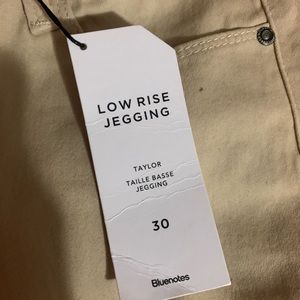 LOW RISE
JEGGING
TAYLOR
TAILLE BASSE
JEGGING
30
Bluenotes